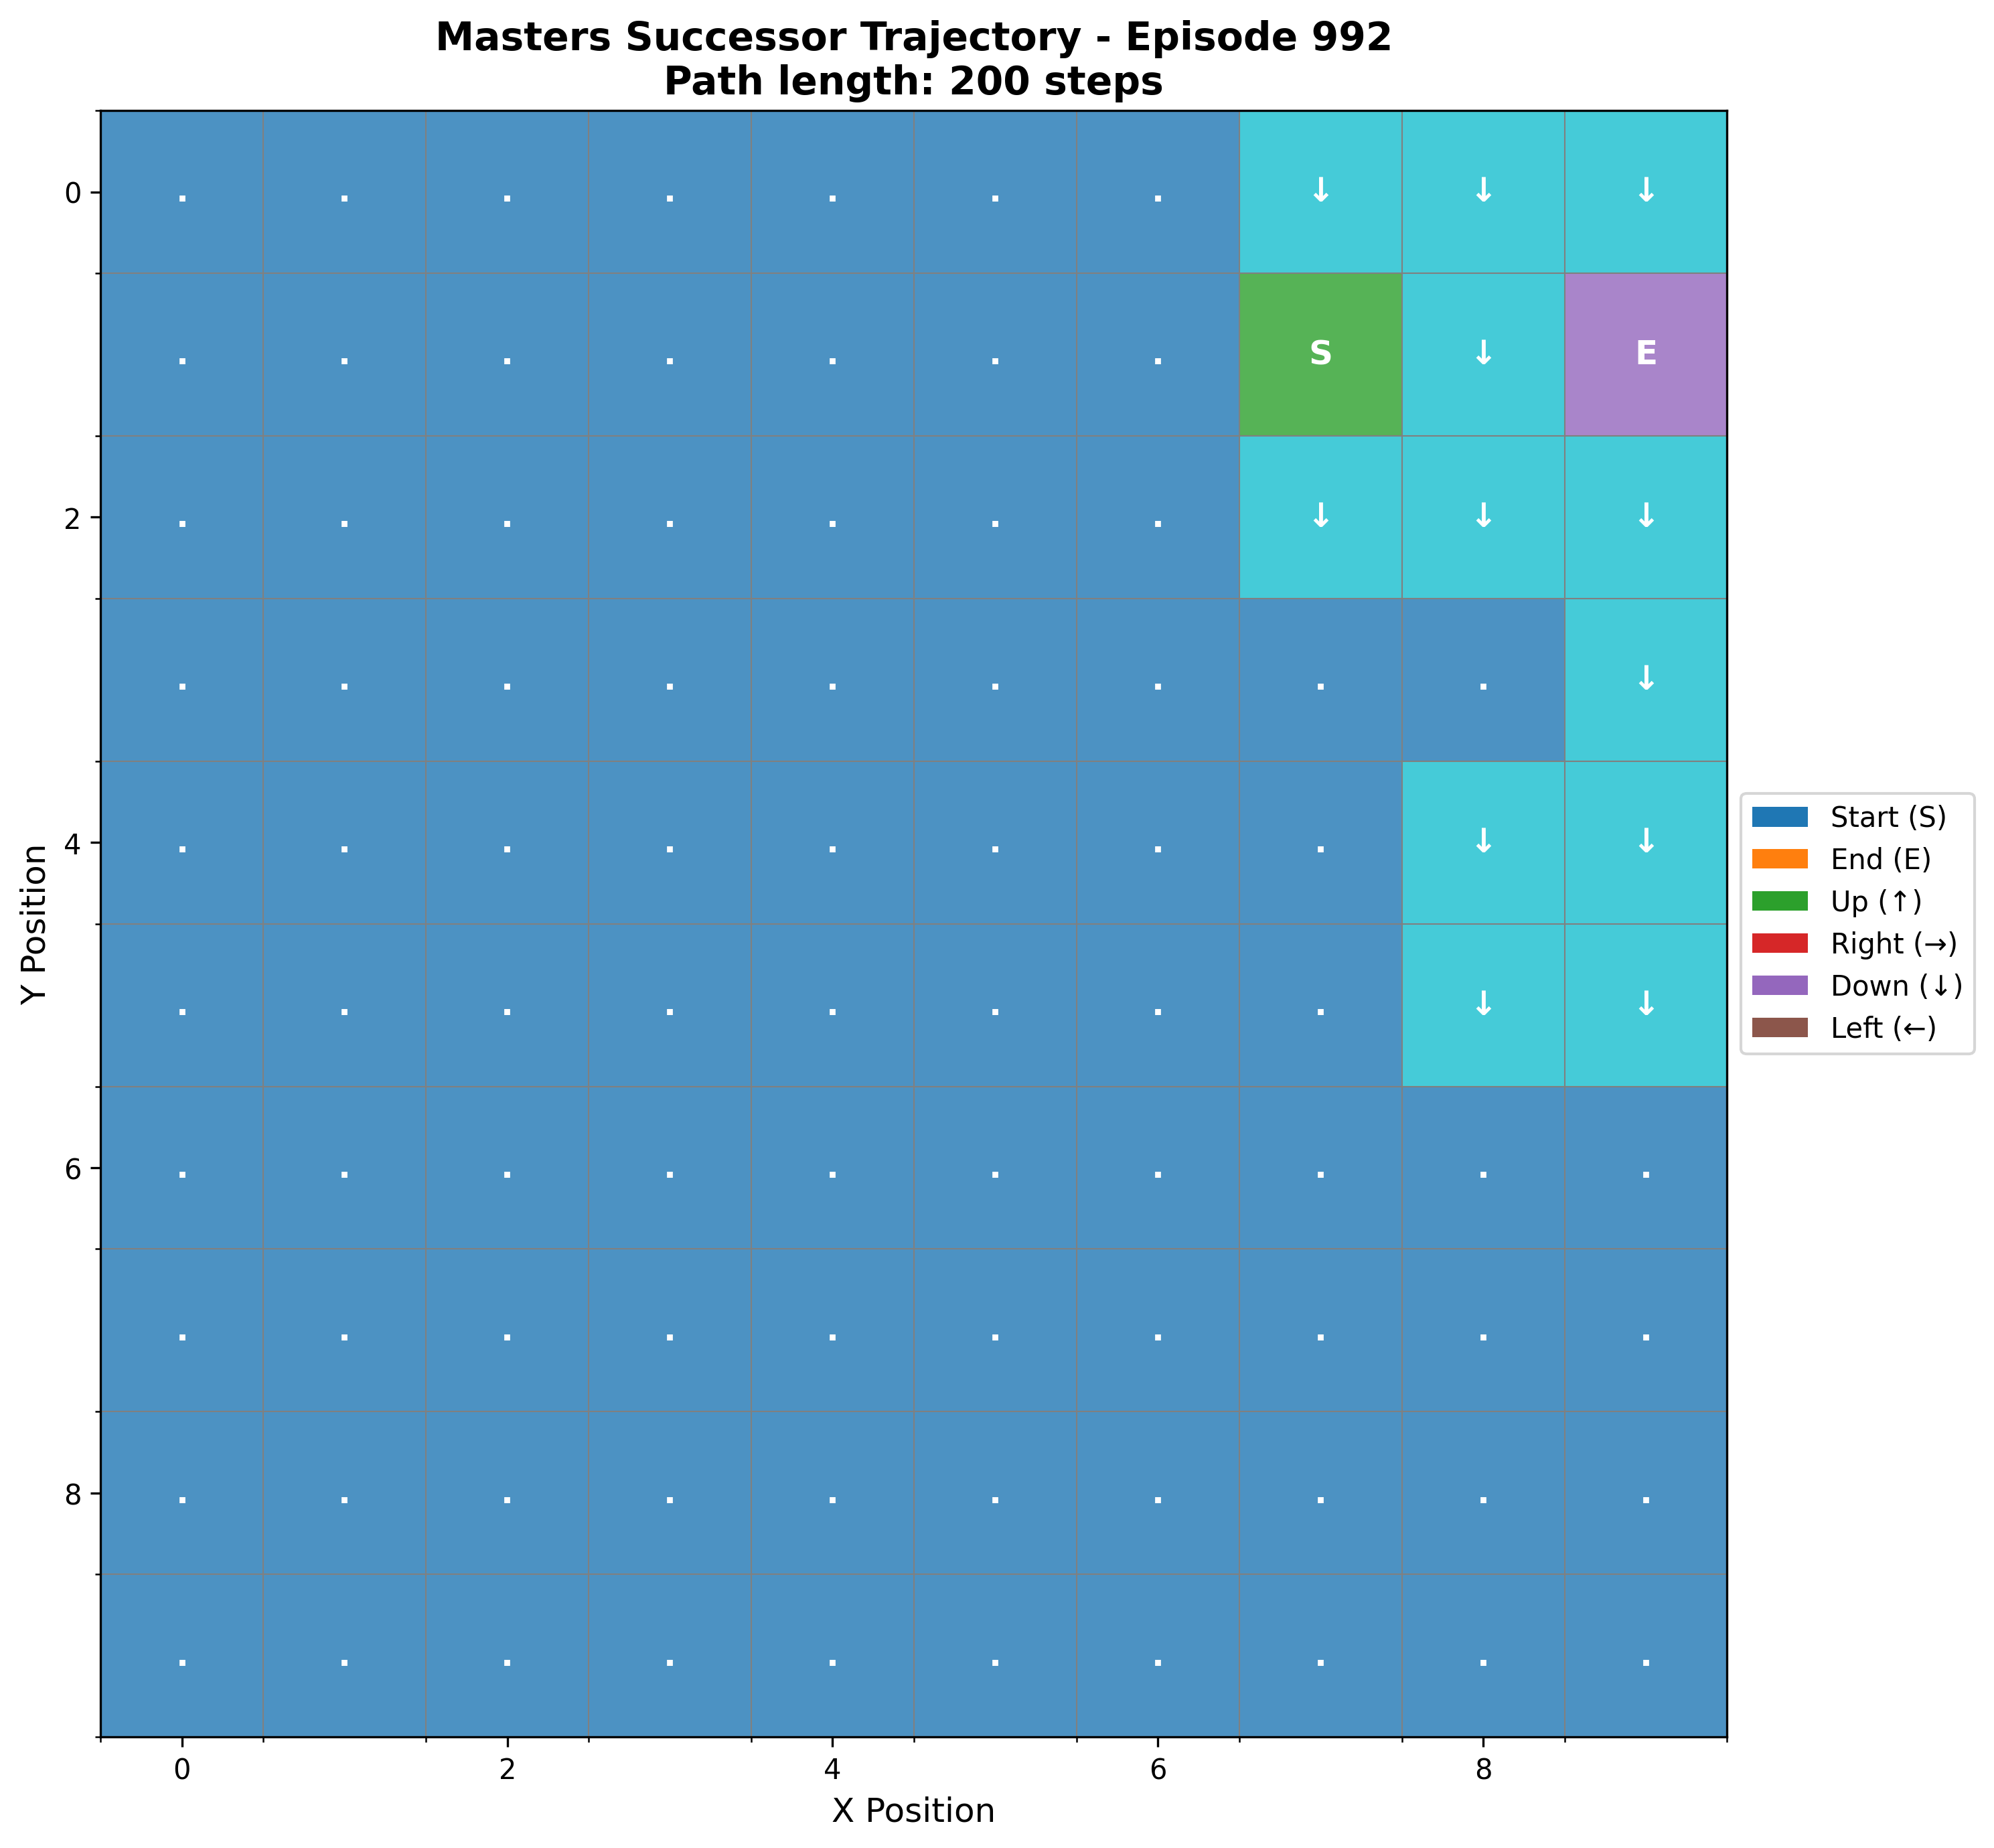 Masters Successor Trajectory - Episode 992
Path length: 200 steps
0 . . . . . . . ↓ ↓ ↓
. . . . . . . S ↓ E
2 . . . . . . . ↓ ↓ ↓
. . . . . . . . . ↓
4 . . . . . . . . ↓ ↓
. . . . . . . . ↓ ↓
6 . . . . . . . . . .
. . . . . . . . . .
8 . . . . . . . . . .
. . . . . . . . . .
0 2 4 6 8
X Position
Y Position
Start (S)
End (E)
Up (↑)
Right (→)
Down (↓)
Left (←)